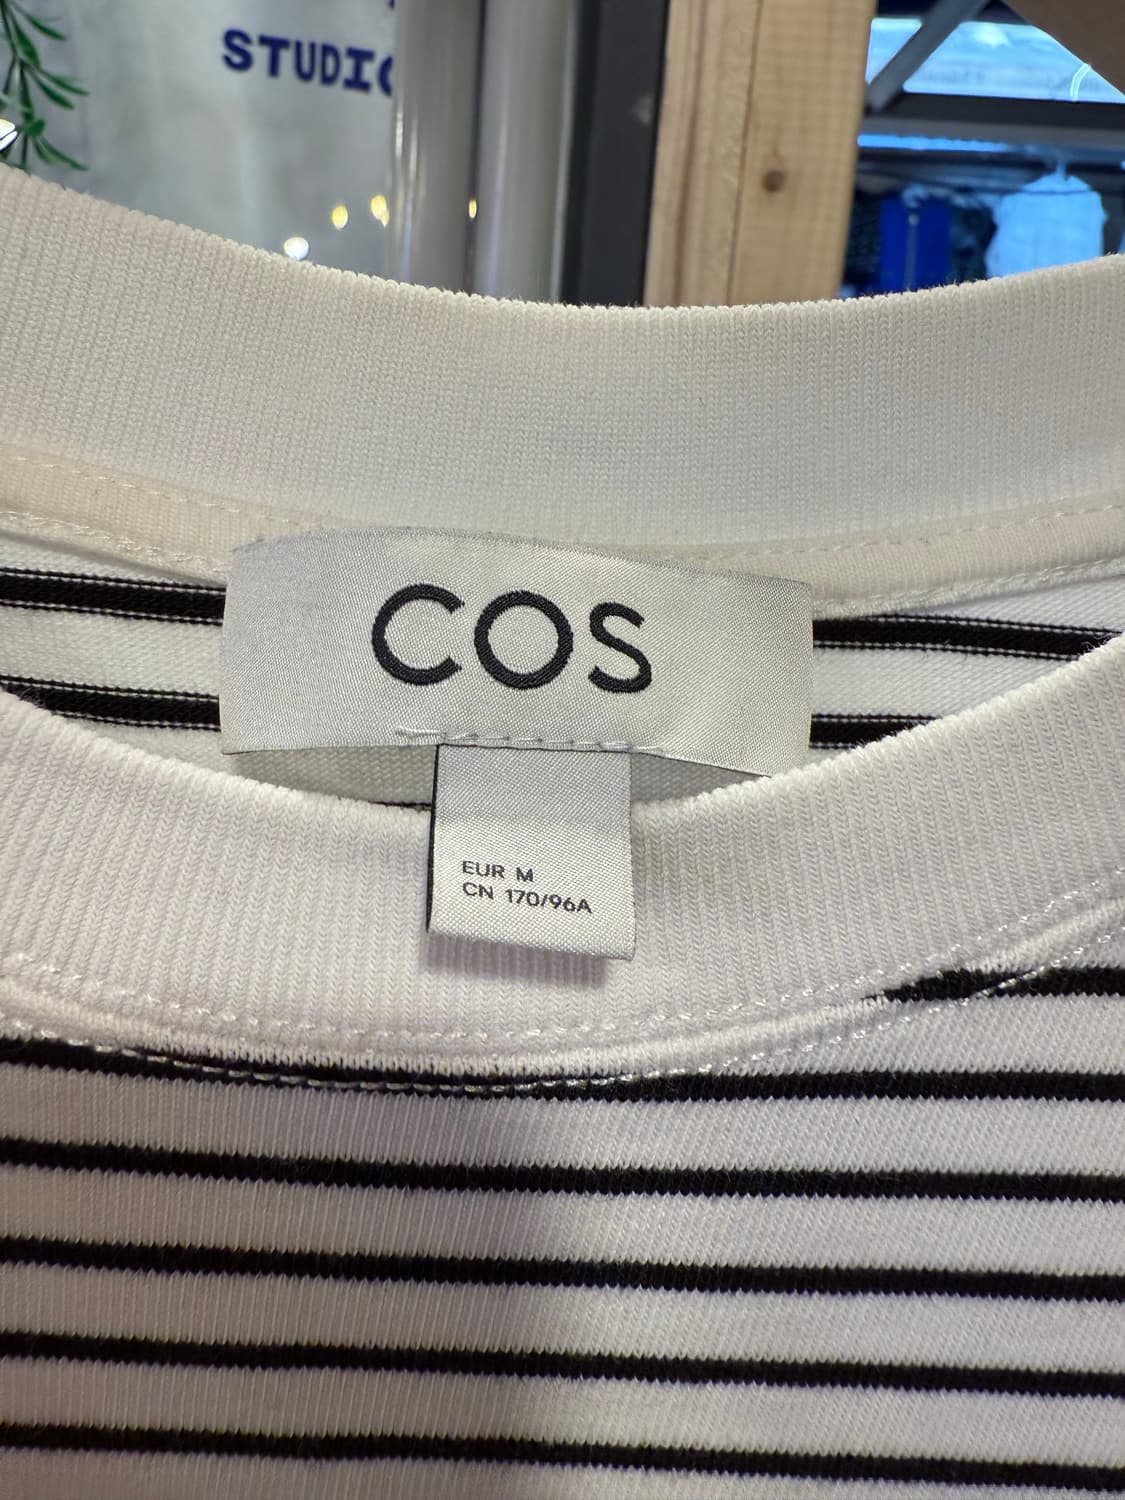 STUDIO
COS
EUR M
CN 170/96A